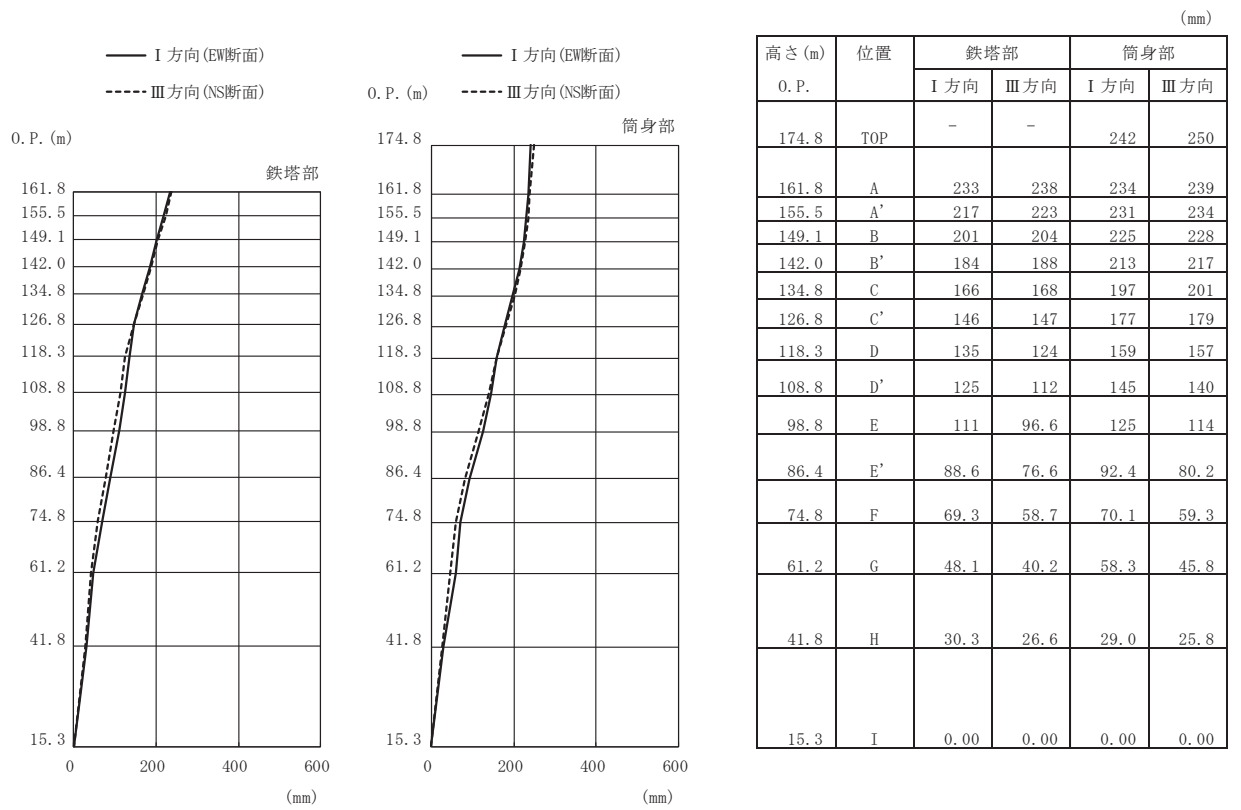 Ⅰ方向(EW断面)
Ⅲ方向(NS断面)
O.P.(m)
鉄塔部
161.8
155.5
149.1
142.0
134.8
126.8
118.3
108.8
98.8
86.4
74.8
61.2
41.8
15.3
0 200 400 600
(mm)
Ⅰ方向(EW断面)
Ⅲ方向(NS断面)
O.P.(m)
筒身部
174.8
161.8
155.5
149.1
142.0
134.8
126.8
118.3
108.8
98.8
86.4
74.8
61.2
41.8
15.3
0 200 400 600
(mm)
(mm)
高さ(m) 位置 鉄塔部 筒身部
O.P. Ⅰ方向 Ⅲ方向 Ⅰ方向 Ⅲ方向
174.8 TOP - - 242 250
161.8 A 233 238 234 239
155.5 A' 217 223 231 234
149.1 B 201 204 225 228
142.0 B' 184 188 213 217
134.8 C 166 168 197 201
126.8 C' 146 147 177 179
118.3 D 135 124 159 157
108.8 D' 125 112 145 140
98.8 E 111 96.6 125 114
86.4 E' 88.6 76.6 92.4 80.2
74.8 F 69.3 58.7 70.1 59.3
61.2 G 48.1 40.2 58.3 45.8
41.8 H 30.3 26.6 29.0 25.8
15.3 I 0.00 0.00 0.00 0.00